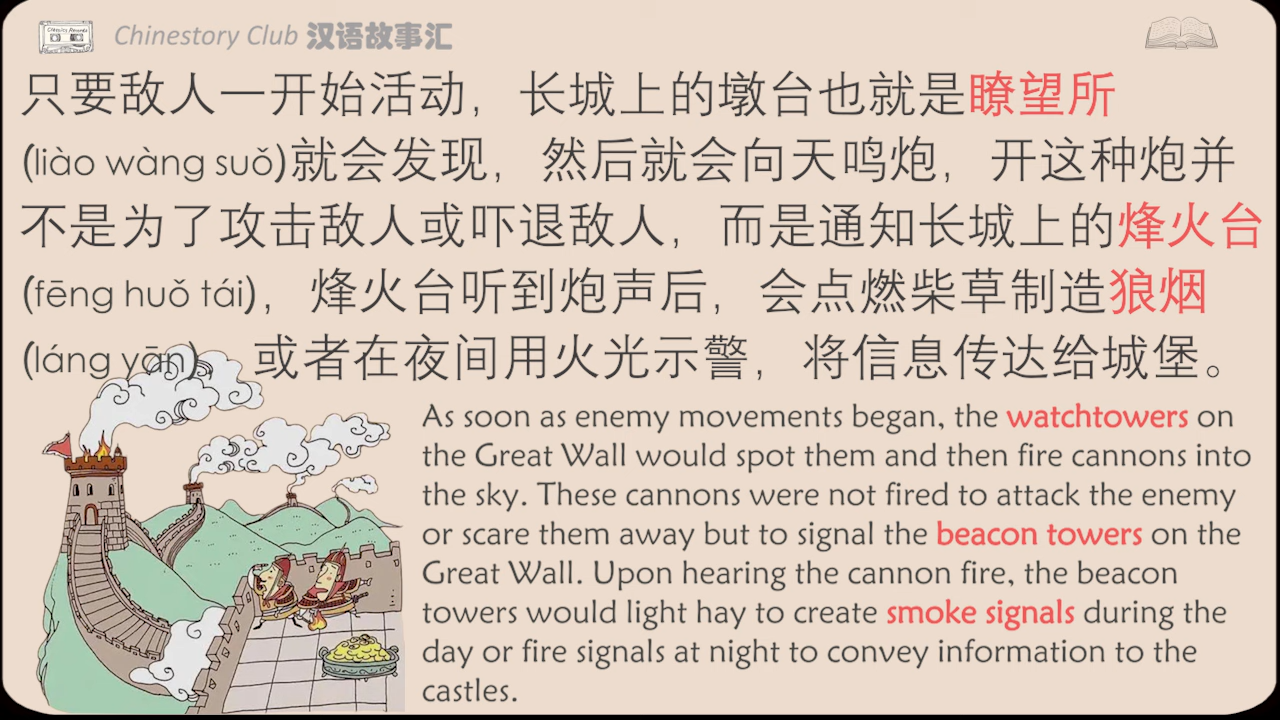 Chinestory Club 汉语故事汇
只要敌人一开始活动，长城上的墩台也就是瞭望所
(liào wàng suǒ)就会发现，然后就会向天鸣炮，开这种炮并
不是为了攻击敌人或吓退敌人，而是通知长城上的烽火台
(fēng huǒ tái)，烽火台听到炮声后，会点燃柴草制造狼烟
(láng yān)，或者在夜间用火光示警，将信息传达给城堡。
As soon as enemy movements began, the watchtowers on
the Great Wall would spot them and then fire cannons into
the sky. These cannons were not fired to attack the enemy
or scare them away but to signal the beacon towers on the
Great Wall. Upon hearing the cannon fire, the beacon
towers would light hay to create smoke signals during the
day or fire signals at night to convey information to the
castles.